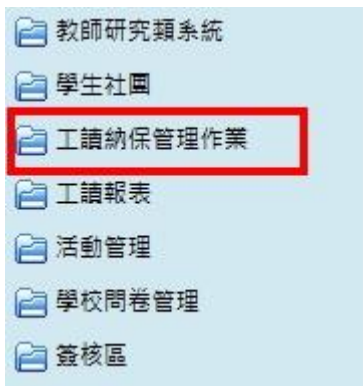 教師研究類系統
學生社團
工讀納保管理作業
工讀報表
活動管理
學校問卷管理
簽核區